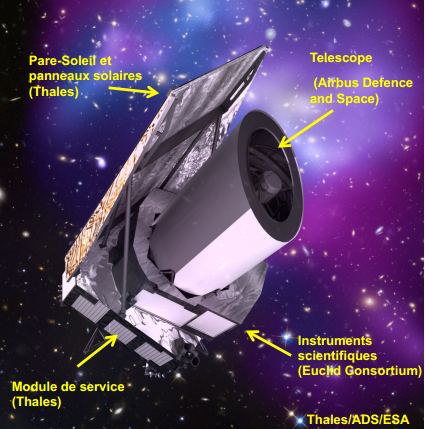 Pare-Soleil et
panneaux solaires
(Thales)
Telescope
(Airbus Defence
and Space)
Instruments
scientifiques
(Euclid Consortium)
Module de service
(Thales)
Thales/ADS/ESA